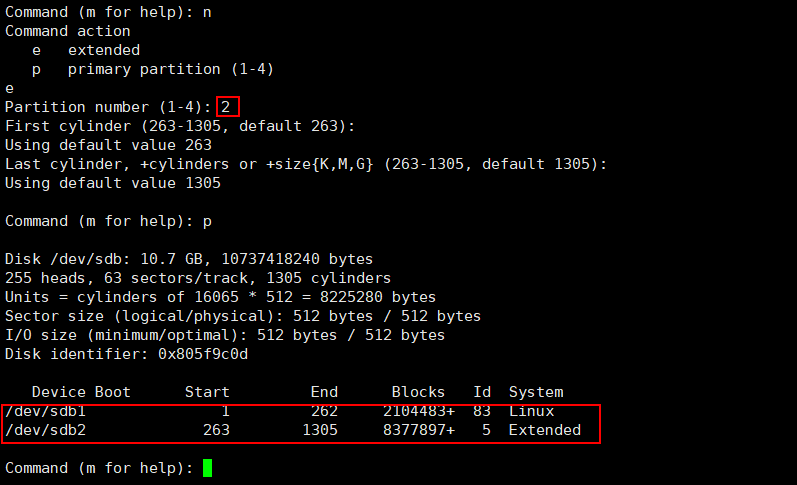 Command (m for help): n
Command action
   e   extended
   p   primary partition (1-4)
e
Partition number (1-4): 2
First cylinder (263-1305, default 263):
Using default value 263
Last cylinder, +cylinders or +size{K,M,G} (263-1305, default 1305):
Using default value 1305
Command (m for help): p
Disk /dev/sdb: 10.7 GB, 10737418240 bytes
255 heads, 63 sectors/track, 1305 cylinders
Units = cylinders of 16065 * 512 = 8225280 bytes
Sector size (logical/physical): 512 bytes / 512 bytes
I/O size (minimum/optimal): 512 bytes / 512 bytes
Disk identifier: 0x805f9c0d
   Device Boot      Start         End      Blocks   Id  System
/dev/sdb1               1         262     2104483+  83  Linux
/dev/sdb2             263        1305     8377897+   5  Extended
Command (m for help):